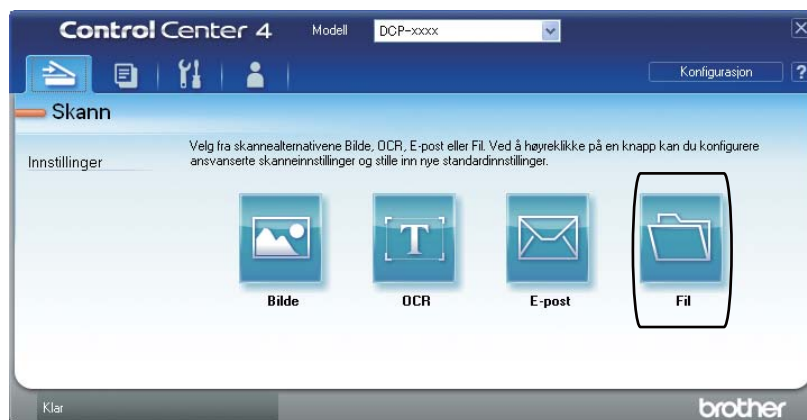 Control Center 4 Modell DCP-xxxx
Konfigurasjon ?
Skann
Velg fra skannealternativene Bilde, OCR, E-post eller Fil. Ved å høyreklikke på en knapp kan du konfigurere
ansvanserte skanneinnstillinger og stille inn nye standardinnstillinger.
Innstillinger
T
Bilde OCR E-post Fil
Klar brother